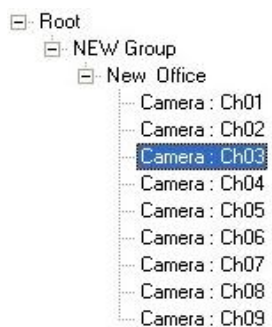 Root
NEW Group
New Office
Camera : Ch01
Camera : Ch02
Camera : Ch03
Camera : Ch04
Camera : Ch05
Camera : Ch06
Camera : Ch07
Camera : Ch08
Camera : Ch09